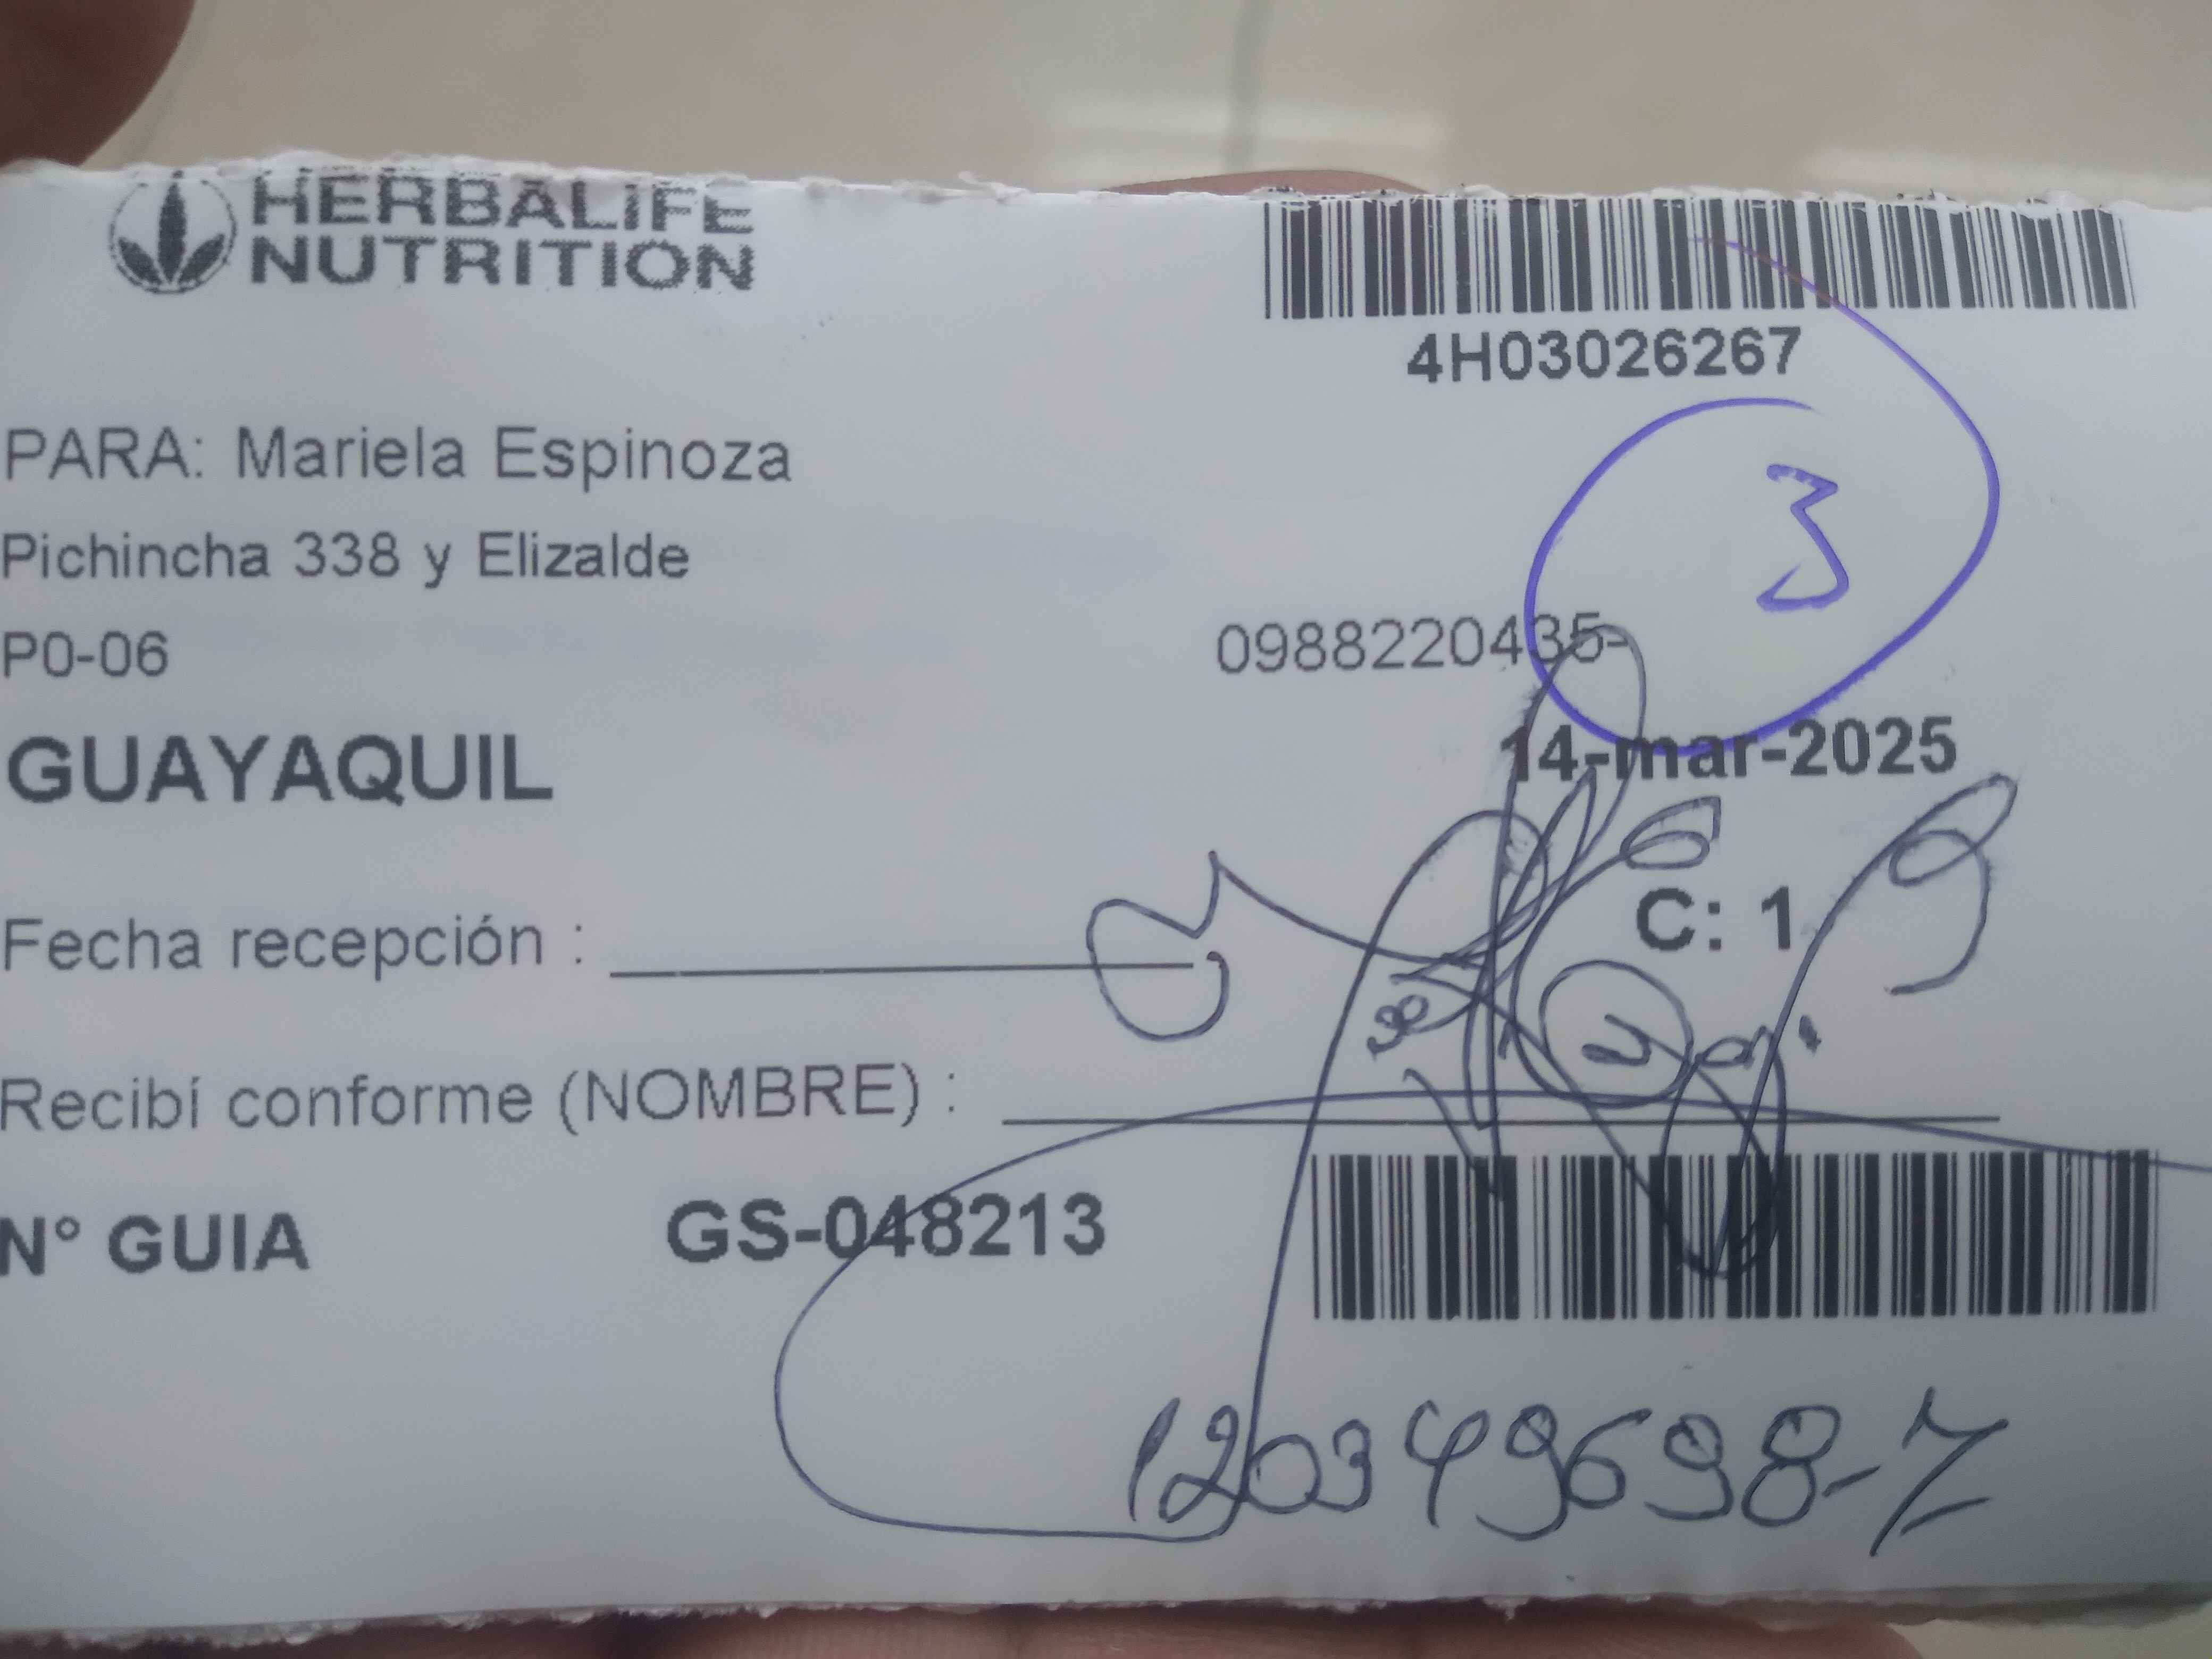 HERBALIFE
NUTRITION
4H03026267
3
PARA: Mariela Espinoza
Pichincha 338 y Elizalde
P0-06
0988220435-
GUAYAQUIL
14-mar-2025
C: 1
Fecha recepción :
Recibí conforme (NOMBRE) :
N° GUIA
GS-048213
120349698-7